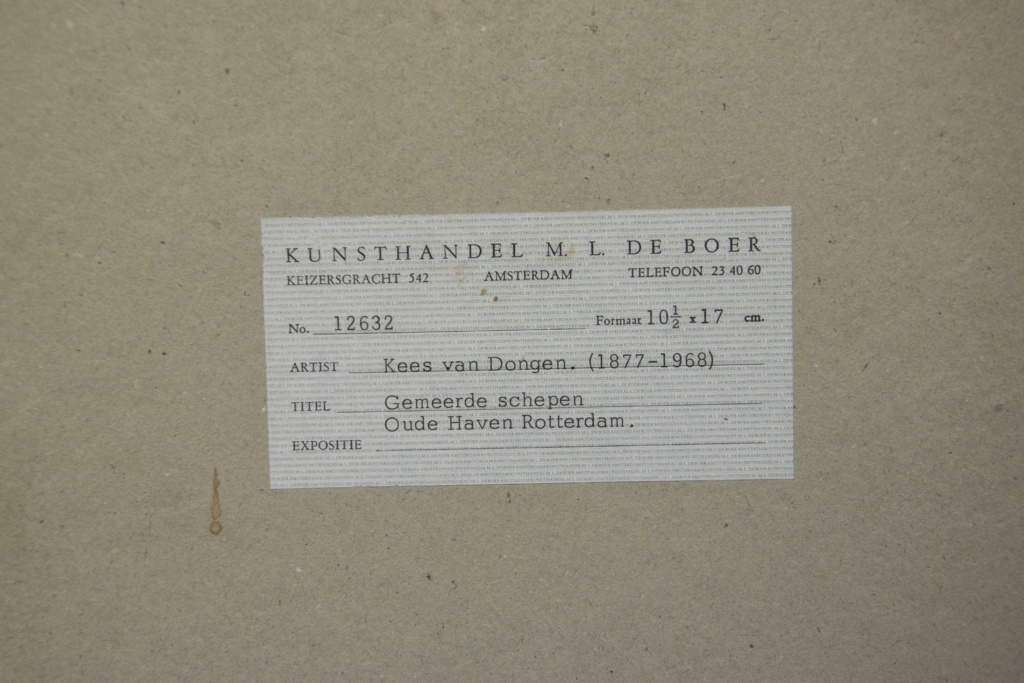 KUNSTHANDEL M. L. DE BOER
KEIZERSGRACHT 542 AMSTERDAM TELEFOON 23 40 60
No. 12632 Formaat 10½ x 17 cm.
ARTIST Kees van Dongen. (1877-1968)
TITEL Gemeerde schepen
Oude Haven Rotterdam.
EXPOSITIE